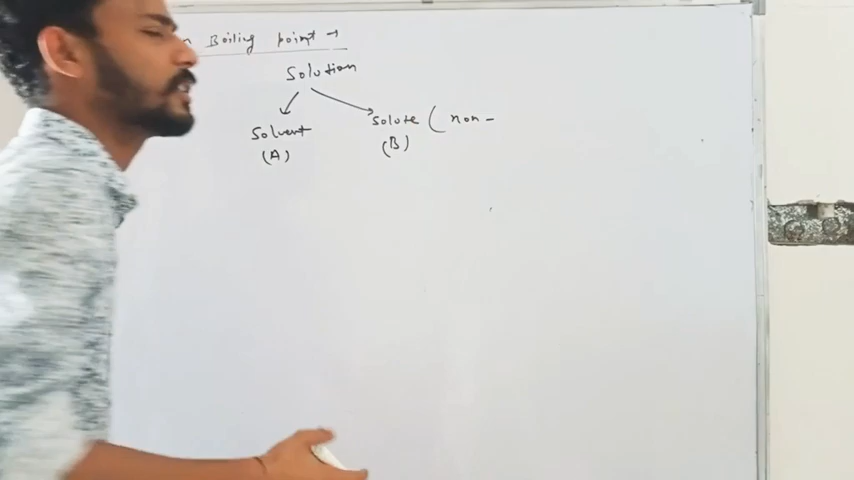 n Boiling point →
Solution
Solvent Solute ( non -
(A) (B)